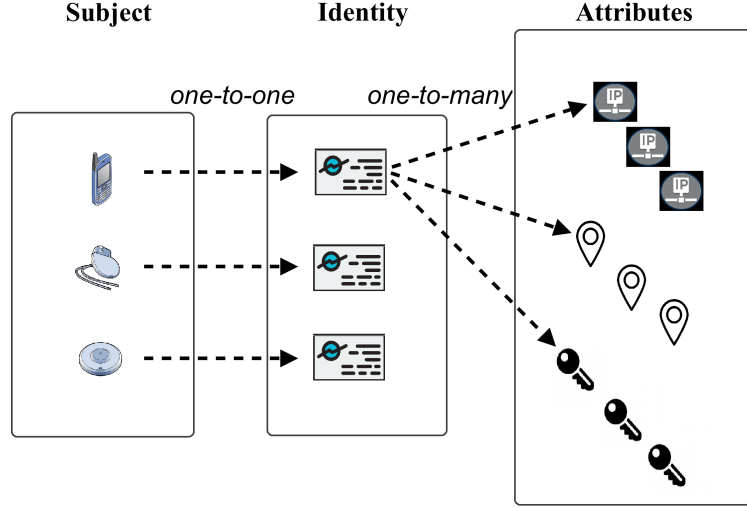 Subject
Identity
Attributes
one-to-one
one-to-many
IP
IP
IP